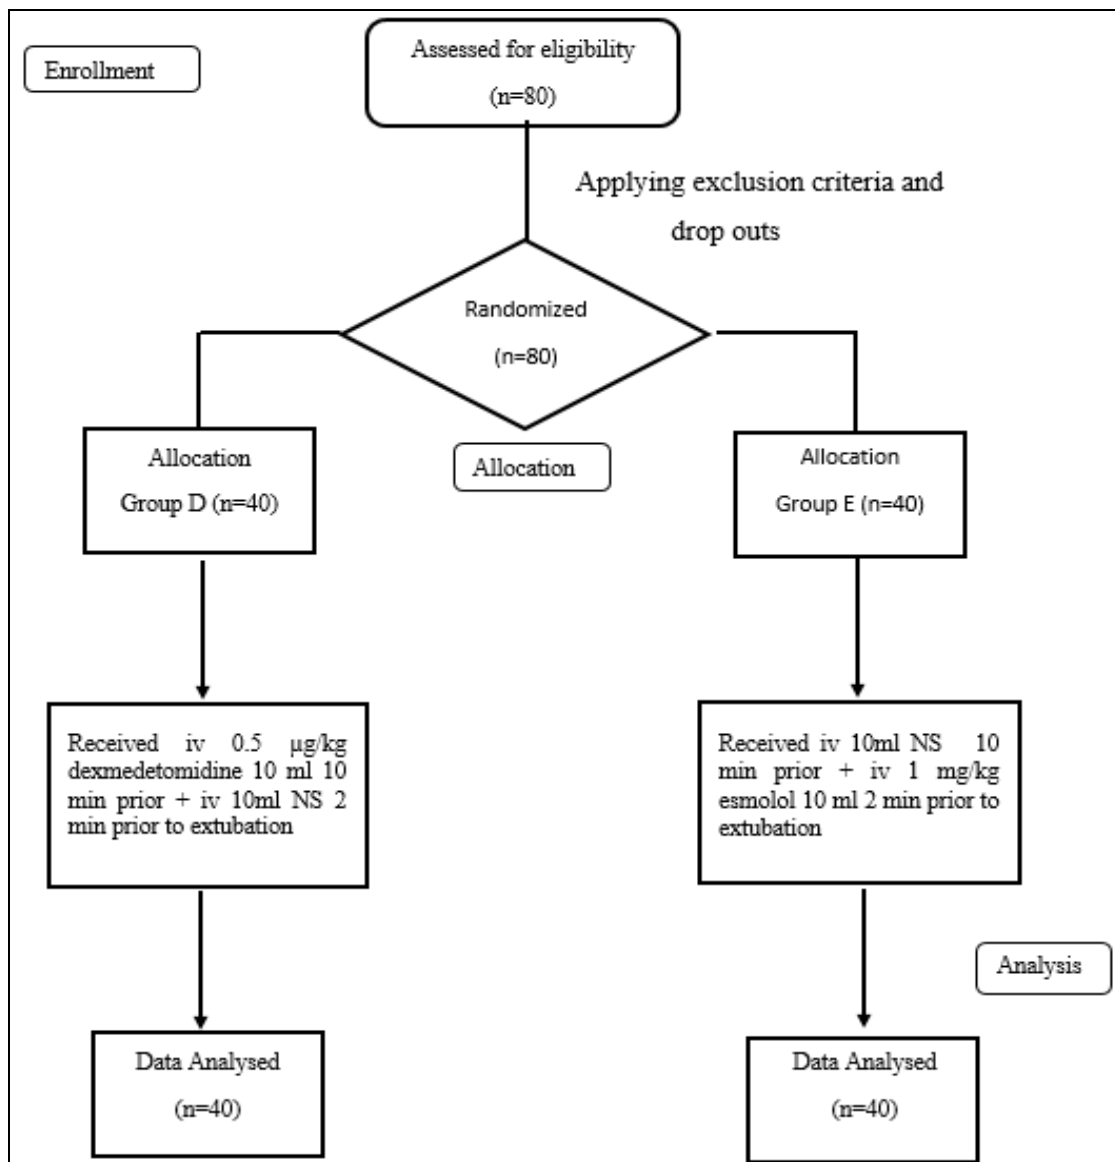 Enrollment
Assessed for eligibility
(n=80)
Applying exclusion criteria and
drop outs
Randomized
(n=80)
Allocation
Allocation
Group D (n=40)
Allocation
Group E (n=40)
Received iv 0.5 µg/kg
dexmedetomidine 10 ml 10
min prior + iv 10ml NS 2
min prior to extubation
Received iv 10ml NS 10
min prior + iv 1 mg/kg
esmolol 10 ml 2 min prior to
extubation
Analysis
Data Analysed
(n=40)
Data Analysed
(n=40)